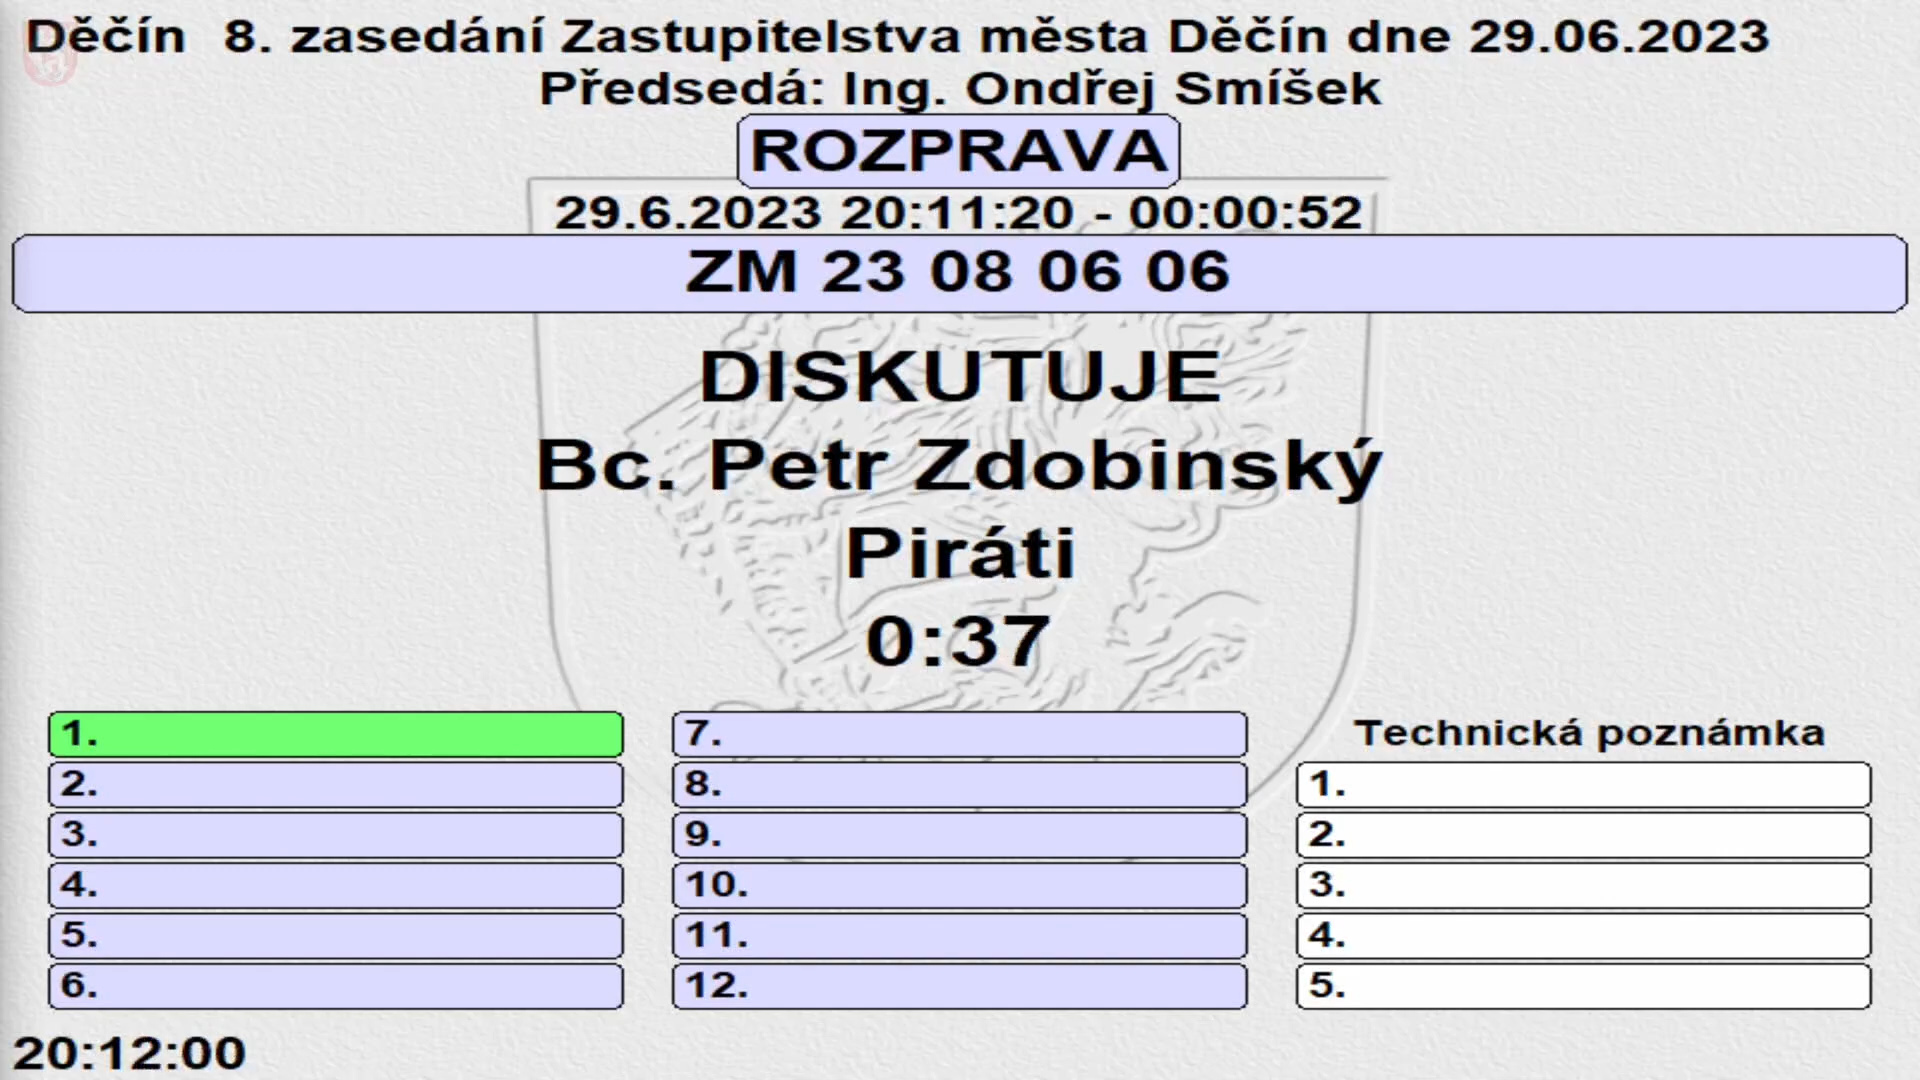 Děčín 8. zasedání Zastupitelstva města Děčín dne 29.06.2023
Předsedá: Ing. Ondřej Smíšek
ROZPRAVA
29.6.2023 20:11:20 - 00:00:52
ZM 23 08 06 06
DISKUTUJE
Bc. Petr Zdobinský
Piráti
0:37
1.
2.
3.
4.
5.
6.
7.
8.
9.
10.
11.
12.
Technická poznámka
1.
2.
3.
4.
5.
20:12:00